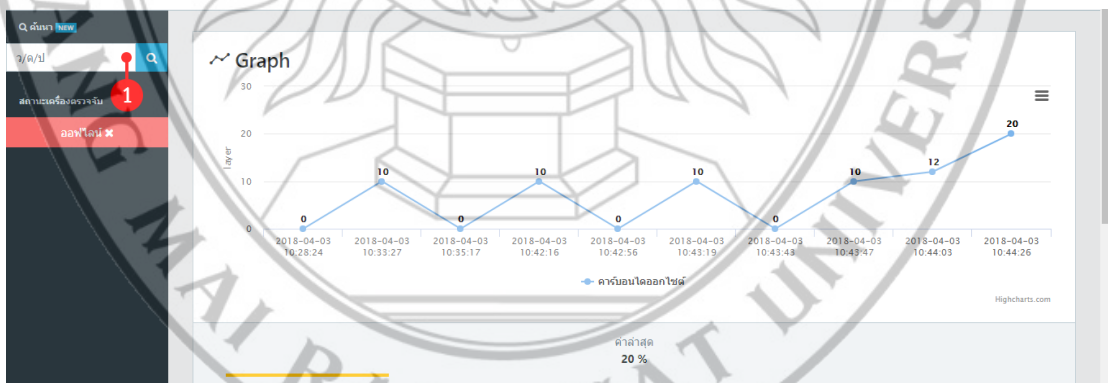 ค้นหา NEW
ว/ด/ป
1
สถานะเครื่องตรวจจับ
ออฟไลน์ ×
Graph
30
20
10
0
layer
0
10
0
10
0
10
0
10
12
20
2018-04-03 10:28:24
2018-04-03 10:33:27
2018-04-03 10:35:17
2018-04-03 10:42:16
2018-04-03 10:42:56
2018-04-03 10:43:19
2018-04-03 10:43:43
2018-04-03 10:43:47
2018-04-03 10:44:03
2018-04-03 10:44:26
คาร์บอนไดออกไซต์
Highcharts.com
ค่าล่าสุด
20 %